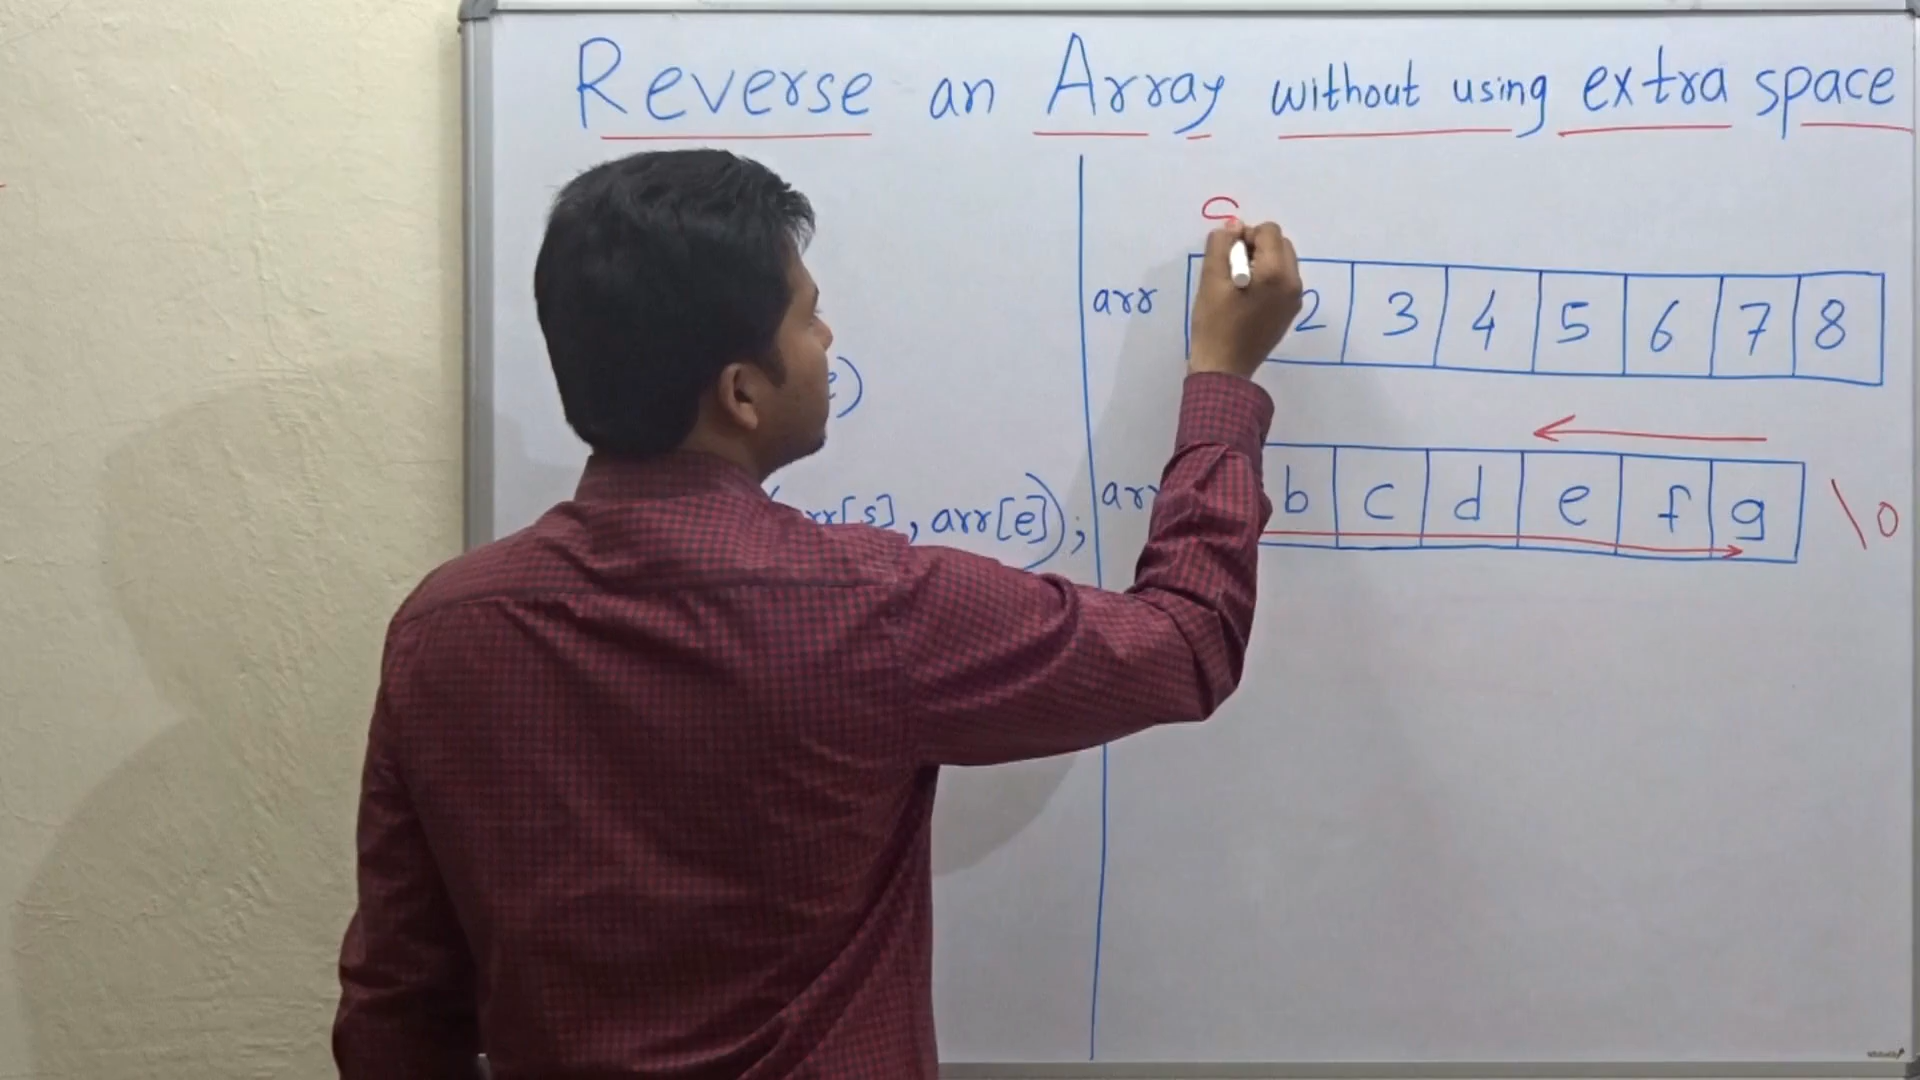 Reverse an Array without using extra space
arr 2 3 4 5 6 7 8
e)
arr[s], arr[e]);
arr b c d e f g \0